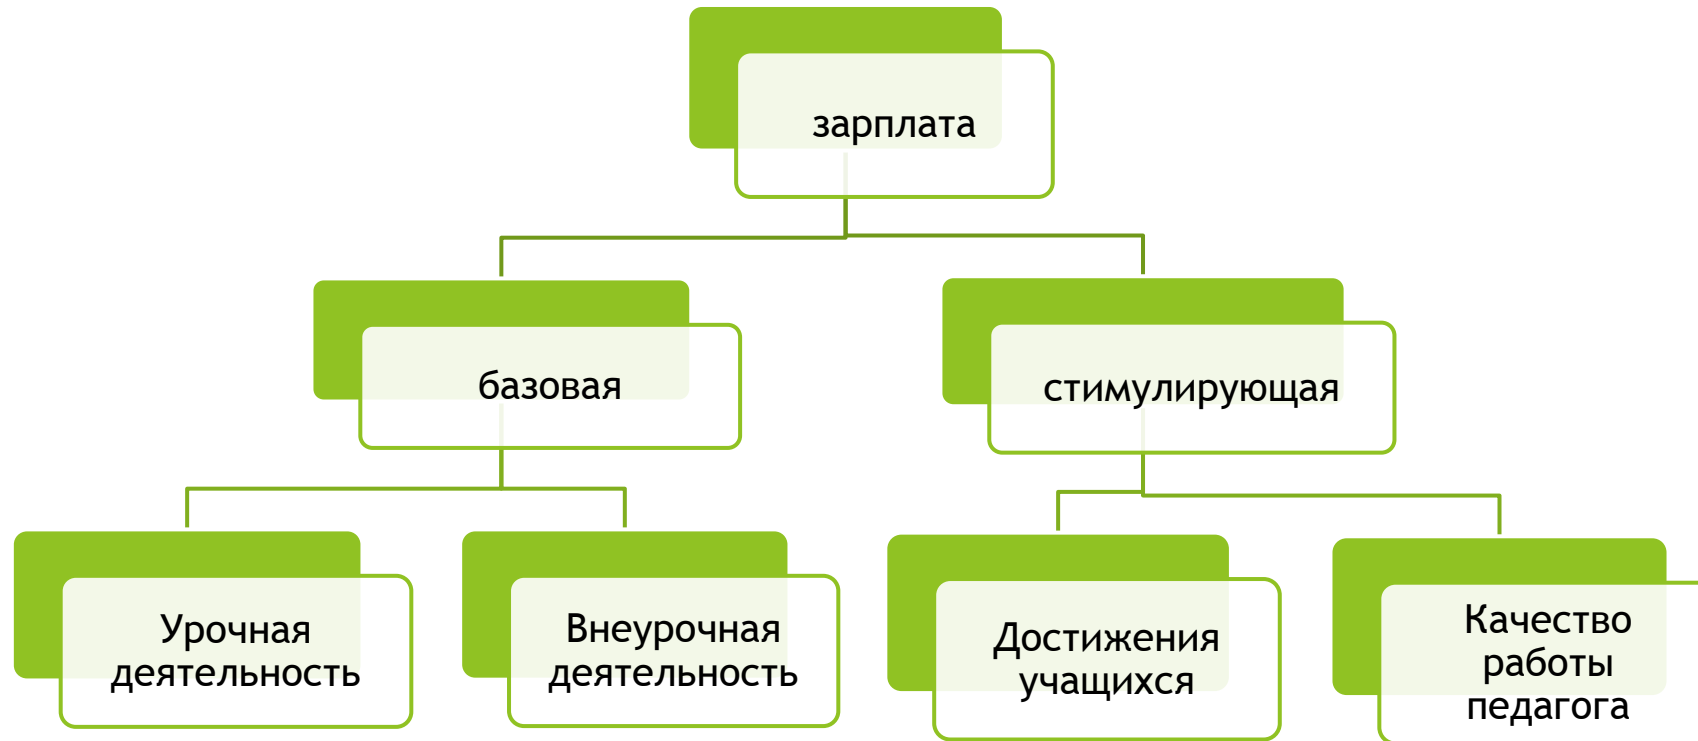 зарплата
базовая
стимулирующая
Урочная
деятельность
Внеурочная
деятельность
Достижения
учащихся
Качество
работы
педагога